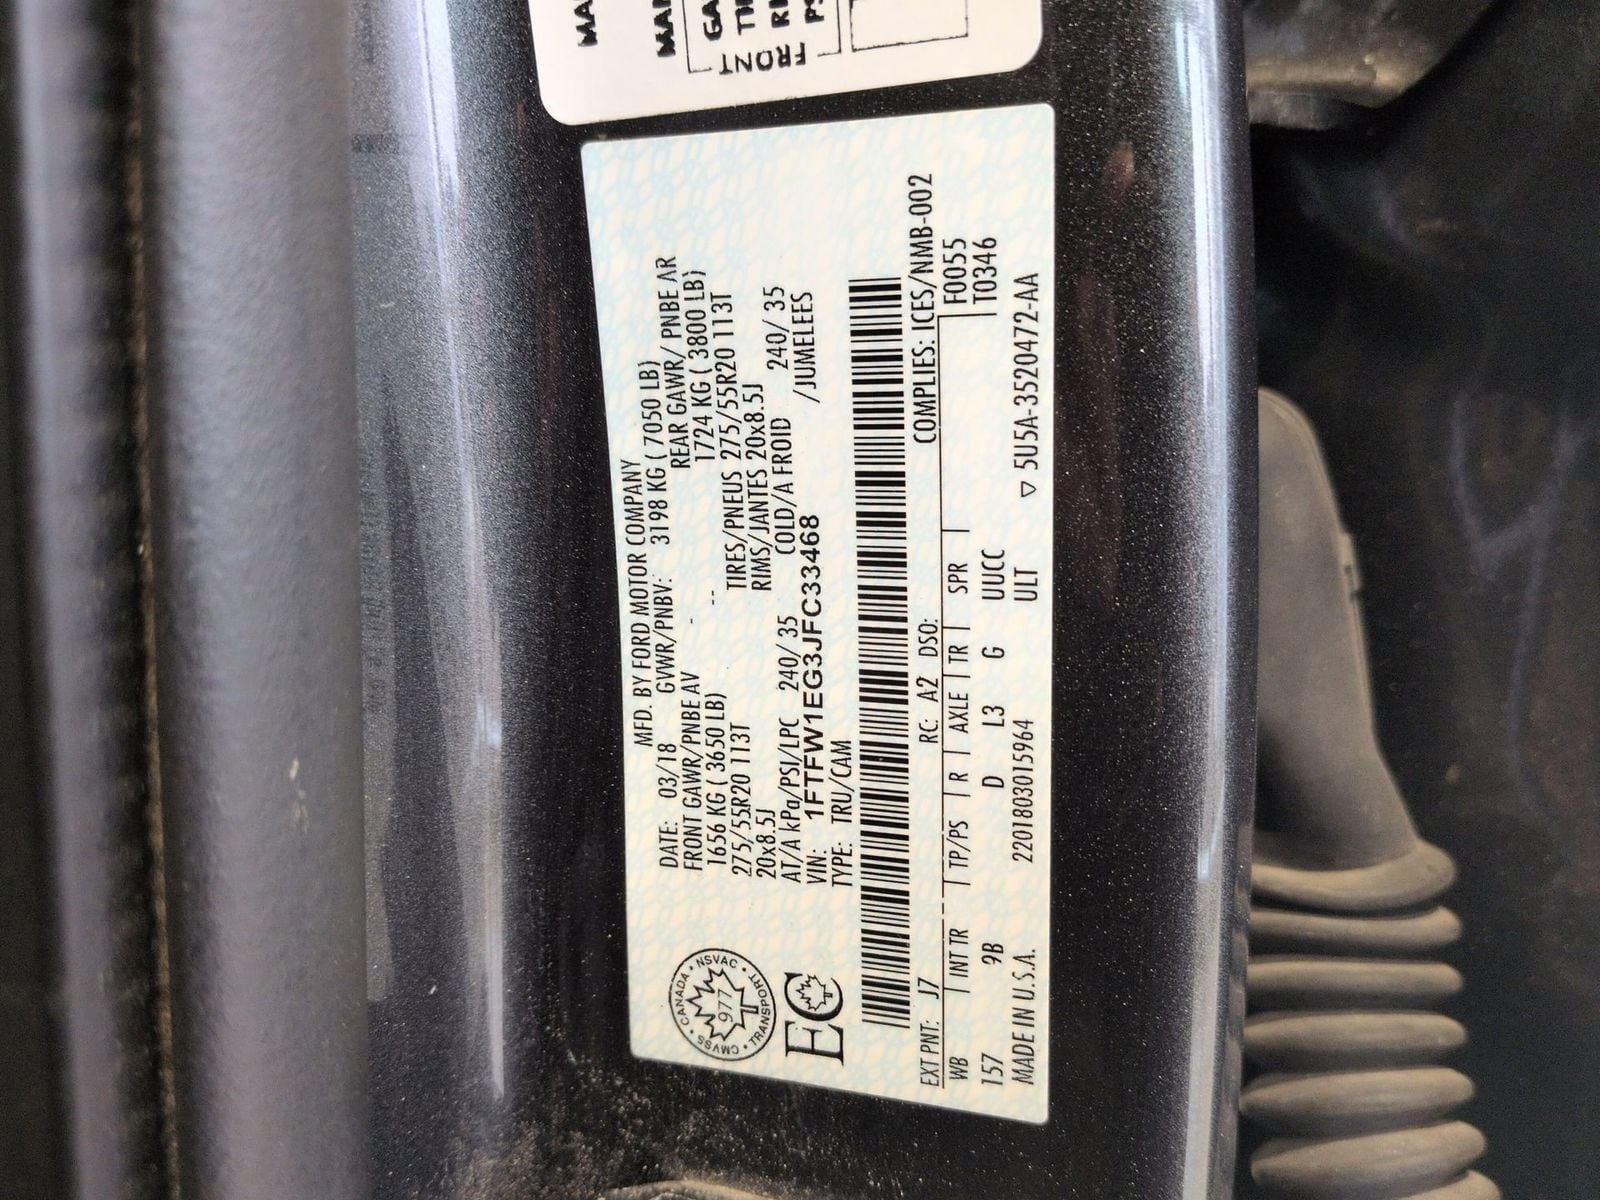 MFD. BY FORD MOTOR COMPANY
DATE: 03/18 GVWR/PNBV: 3198 KG ( 7050 LB)
FRONT GAWR/PNBE AV REAR GAWR/ PNBE AR
1656 KG ( 3650 LB) - -- 1724 KG ( 3800 LB)
275/55R20 113T TIRES/PNEUS 275/55R20 113T
20x8.5J RIMS/JANTES 20x8.5J
AT/A kPa/PSI/LPC 240/ 35 COLD/A FROID 240/ 35
VIN: 1FTFW1EG3JFC33468 /JUMELEES
TYPE: TRU/CAM
CANADA • NSVAC • TRANSPORT • CMVSS •
977
EC
COMPLIES: ICES/NMB-002
EXT PNT: J7 RC: A2 DSO: F0055
WB INT TR TP/PS R AXLE TR SPR T0346
157 9B D L3 G UUCC
MADE IN U.S.A. 2201803015964 ULT ▽ 5U5A-3520472-AA
FRONT